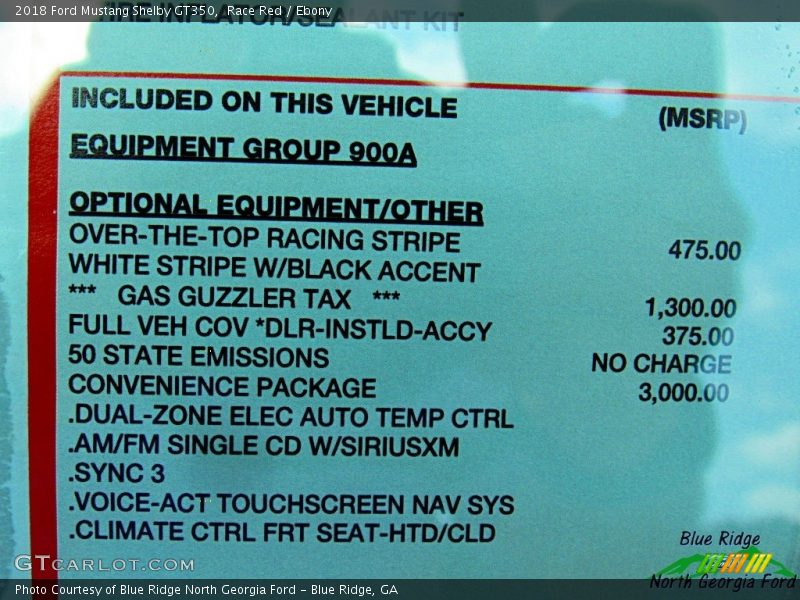 2018 Ford Mustang Shelby GT350, Race Red / Ebony
TIRE INFLATOR/SEALANT KIT
INCLUDED ON THIS VEHICLE (MSRP)
EQUIPMENT GROUP 900A
OPTIONAL EQUIPMENT/OTHER
OVER-THE-TOP RACING STRIPE 475.00
WHITE STRIPE W/BLACK ACCENT
*** GAS GUZZLER TAX *** 1,300.00
FULL VEH COV *DLR-INSTLD-ACCY 375.00
50 STATE EMISSIONS NO CHARGE
CONVENIENCE PACKAGE 3,000.00
.DUAL-ZONE ELEC AUTO TEMP CTRL
.AM/FM SINGLE CD W/SIRIUSXM
.SYNC 3
.VOICE-ACT TOUCHSCREEN NAV SYS
.CLIMATE CTRL FRT SEAT-HTD/CLD
Blue Ridge
North Georgia Ford
GTCARLOT.COM
Photo Courtesy of Blue Ridge North Georgia Ford – Blue Ridge, GA